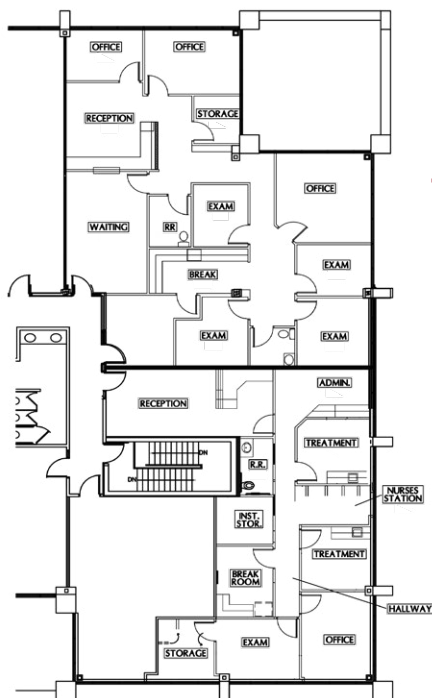 OFFICE
OFFICE
STORAGE
RECEPTION
OFFICE
EXAM
WAITING
RR
BREAK
EXAM
EXAM
EXAM
ADMIN.
RECEPTION
TREATMENT
DN
R.R.
DN
NURSES
STATION
INST.
STOR.
TREATMENT
BREAK
ROOM
HALLWAY
EXAM
OFFICE
STORAGE